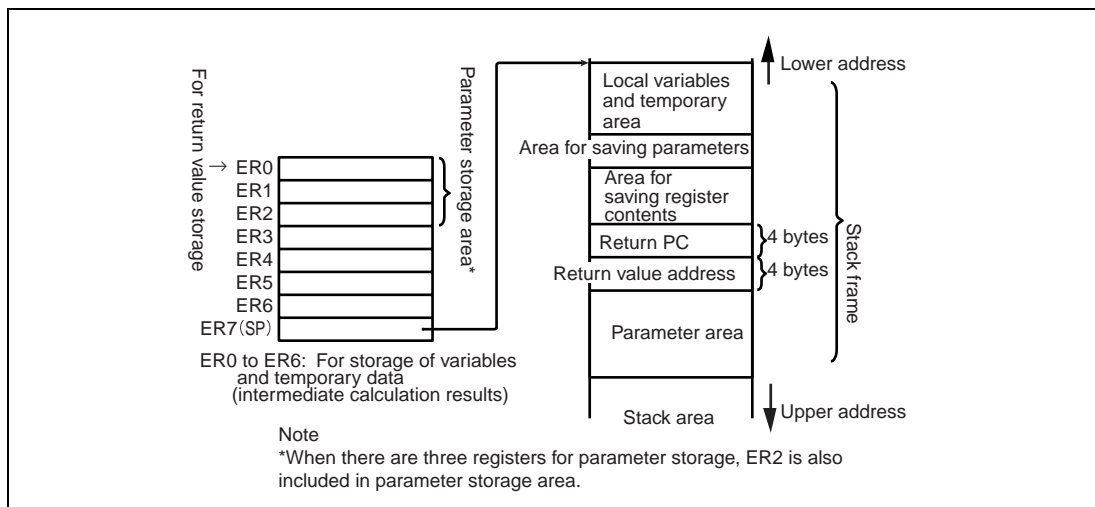 For return value storage
→ ER0
ER1
ER2
ER3
ER4
ER5
ER6
ER7(SP)
Parameter storage area*
ER0 to ER6: For storage of variables
and temporary data
(intermediate calculation results)
Lower address
Local variables
and temporary
area
Area for saving parameters
Area for
saving register
contents
Return PC
4 bytes
Return value address
4 bytes
Parameter area
Stack frame
Stack area
Upper address
Note
*When there are three registers for parameter storage, ER2 is also
included in parameter storage area.